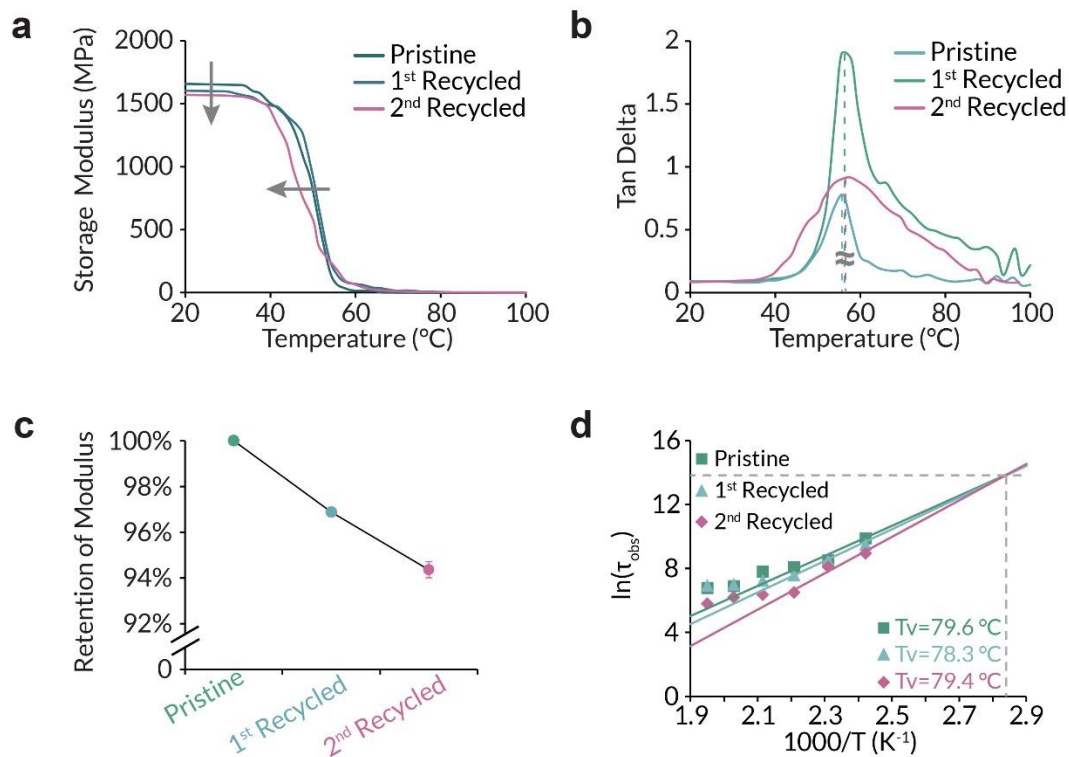 a
2000
1500
1000
500
0
Storage Modulus (MPa)
Pristine
1st Recycled
2nd Recycled
20 40 60 80 100
Temperature (°C)
b
2
1.5
1
0.5
0
Tan Delta
Pristine
1st Recycled
2nd Recycled
≈
20 40 60 80 100
Temperature (°C)
c
100%
98%
96%
94%
92%
0
Retention of Modulus
Pristine
1st Recycled
2nd Recycled
d
16
12
8
4
0
ln(τobs)
Pristine
1st Recycled
2nd Recycled
Tv=79.6 °C
Tv=78.3 °C
Tv=79.4 °C
1.9 2.1 2.3 2.5 2.7 2.9
1000/T (K-1)